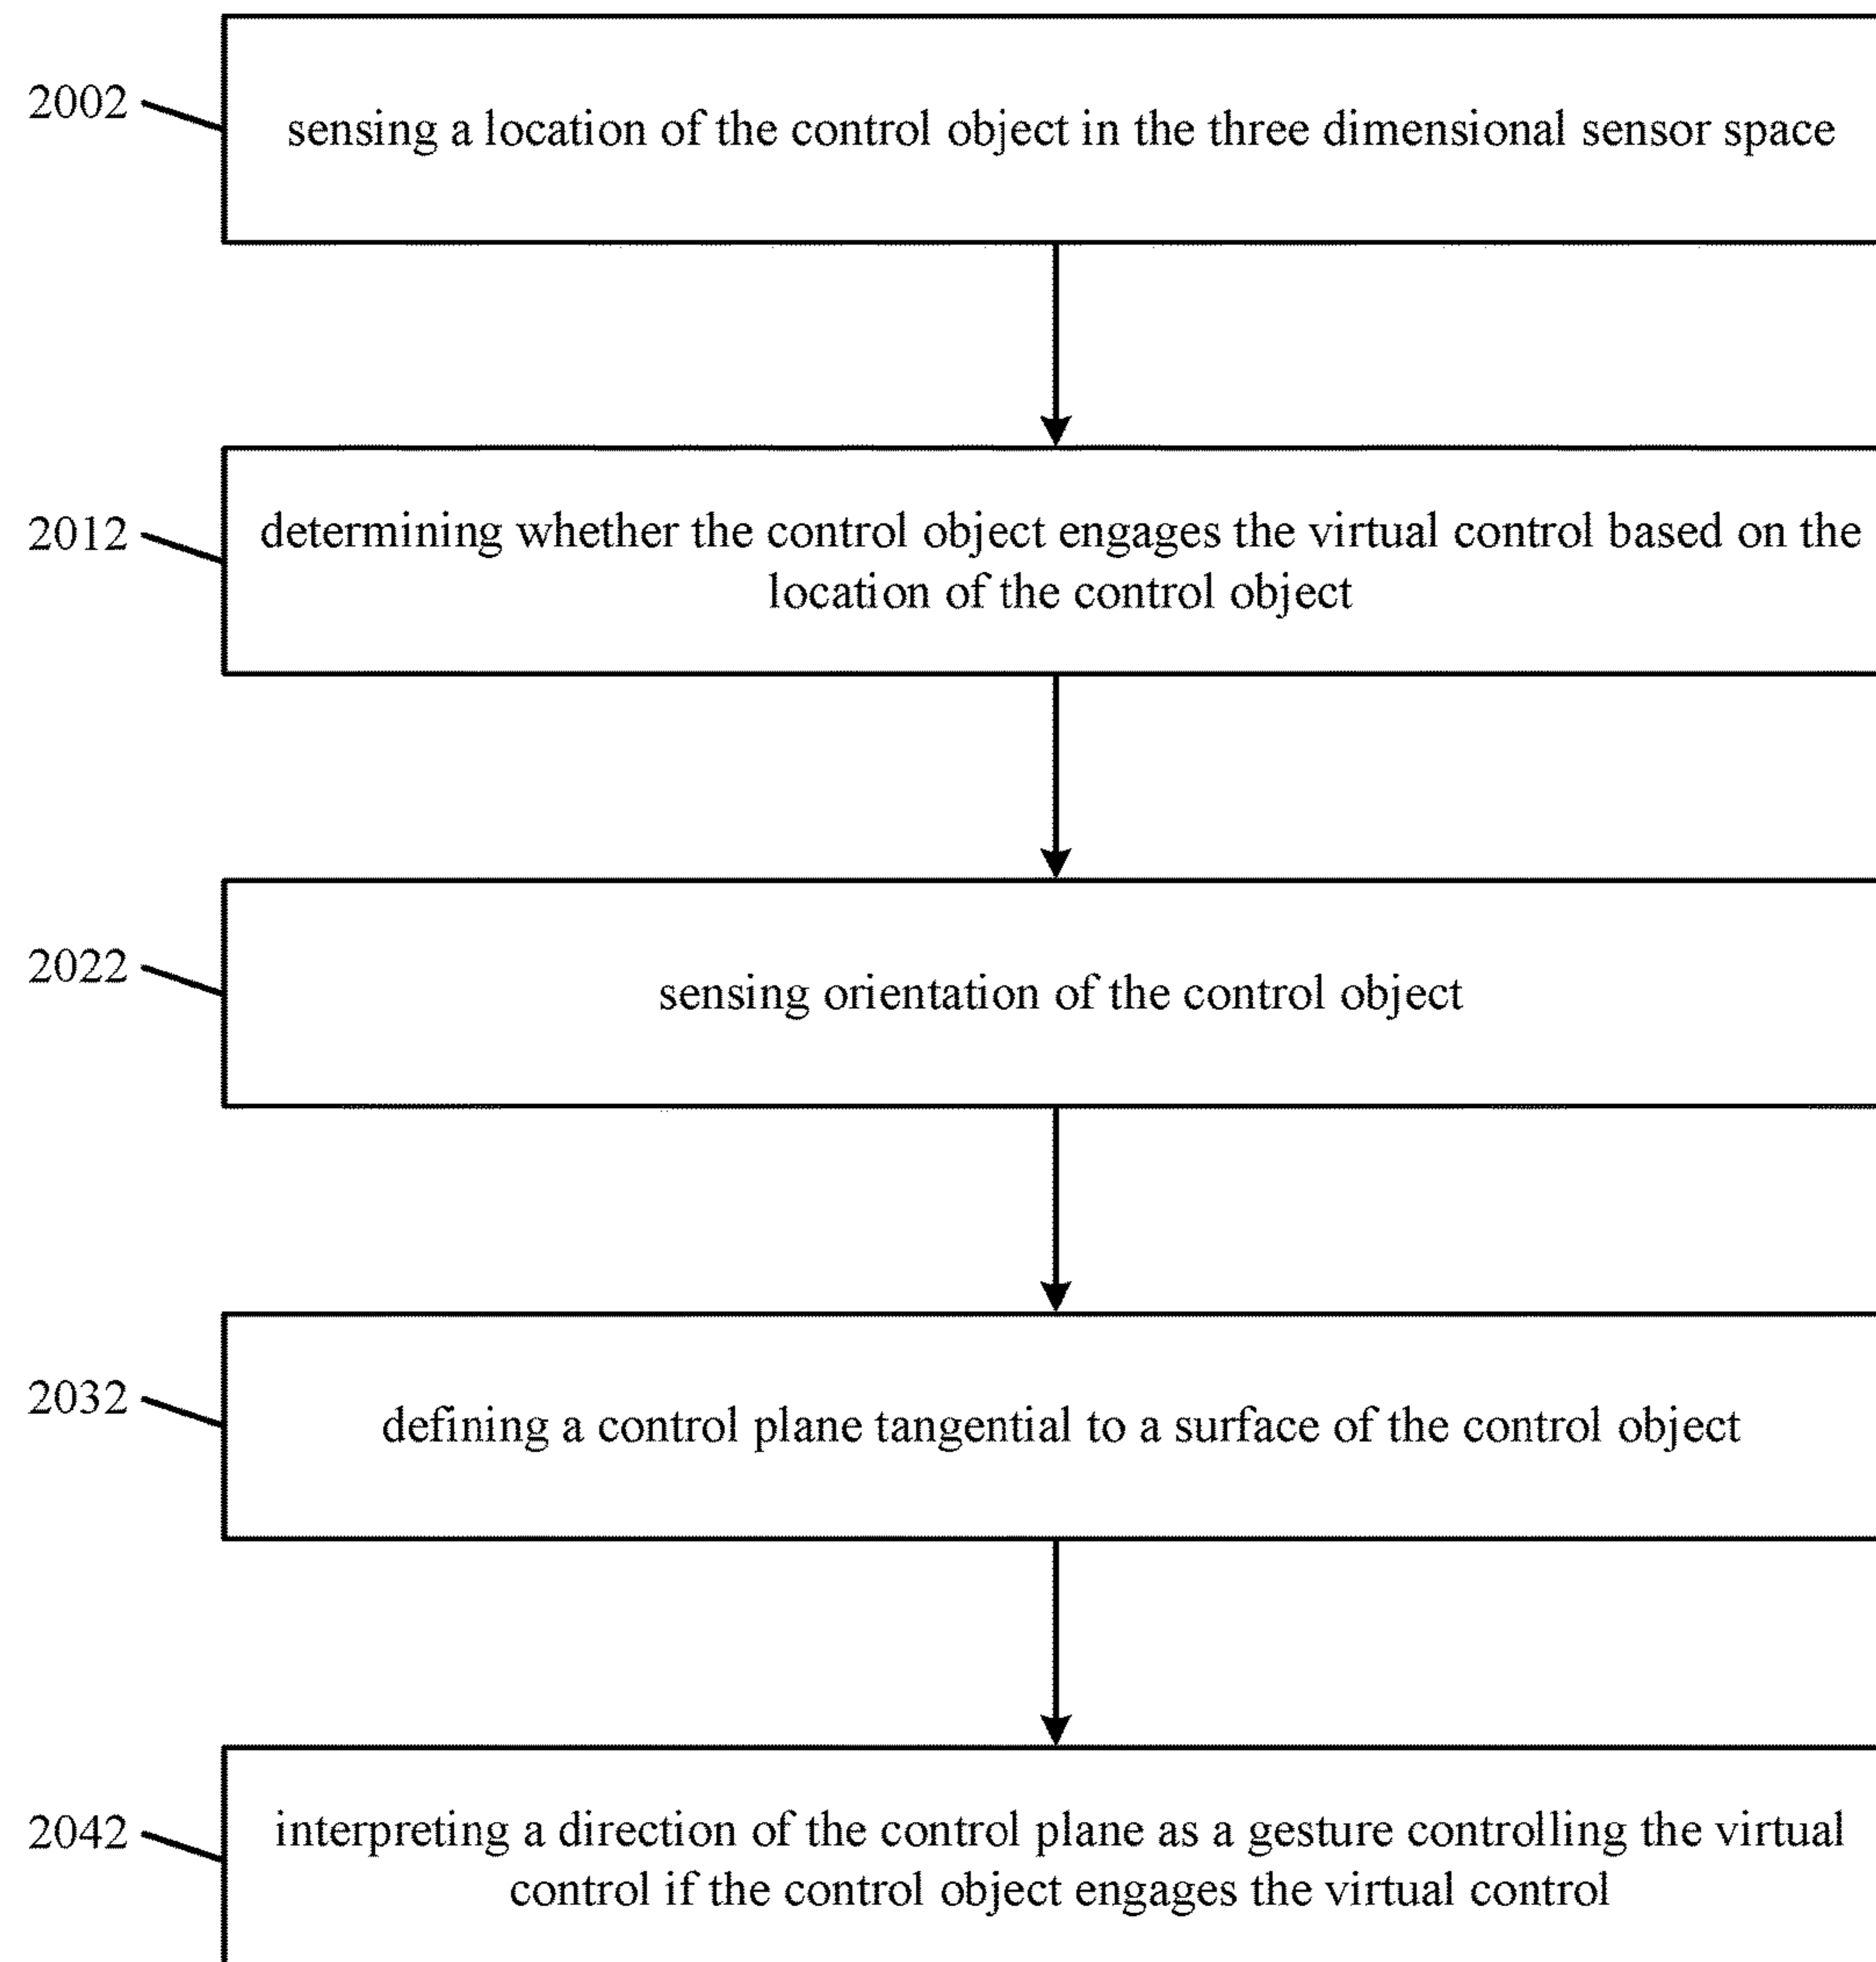 2002
sensing a location of the control object in the three dimensional sensor space
2012
determining whether the control object engages the virtual control based on the
location of the control object
2022
sensing orientation of the control object
2032
defining a control plane tangential to a surface of the control object
2042
interpreting a direction of the control plane as a gesture controlling the virtual
control if the control object engages the virtual control